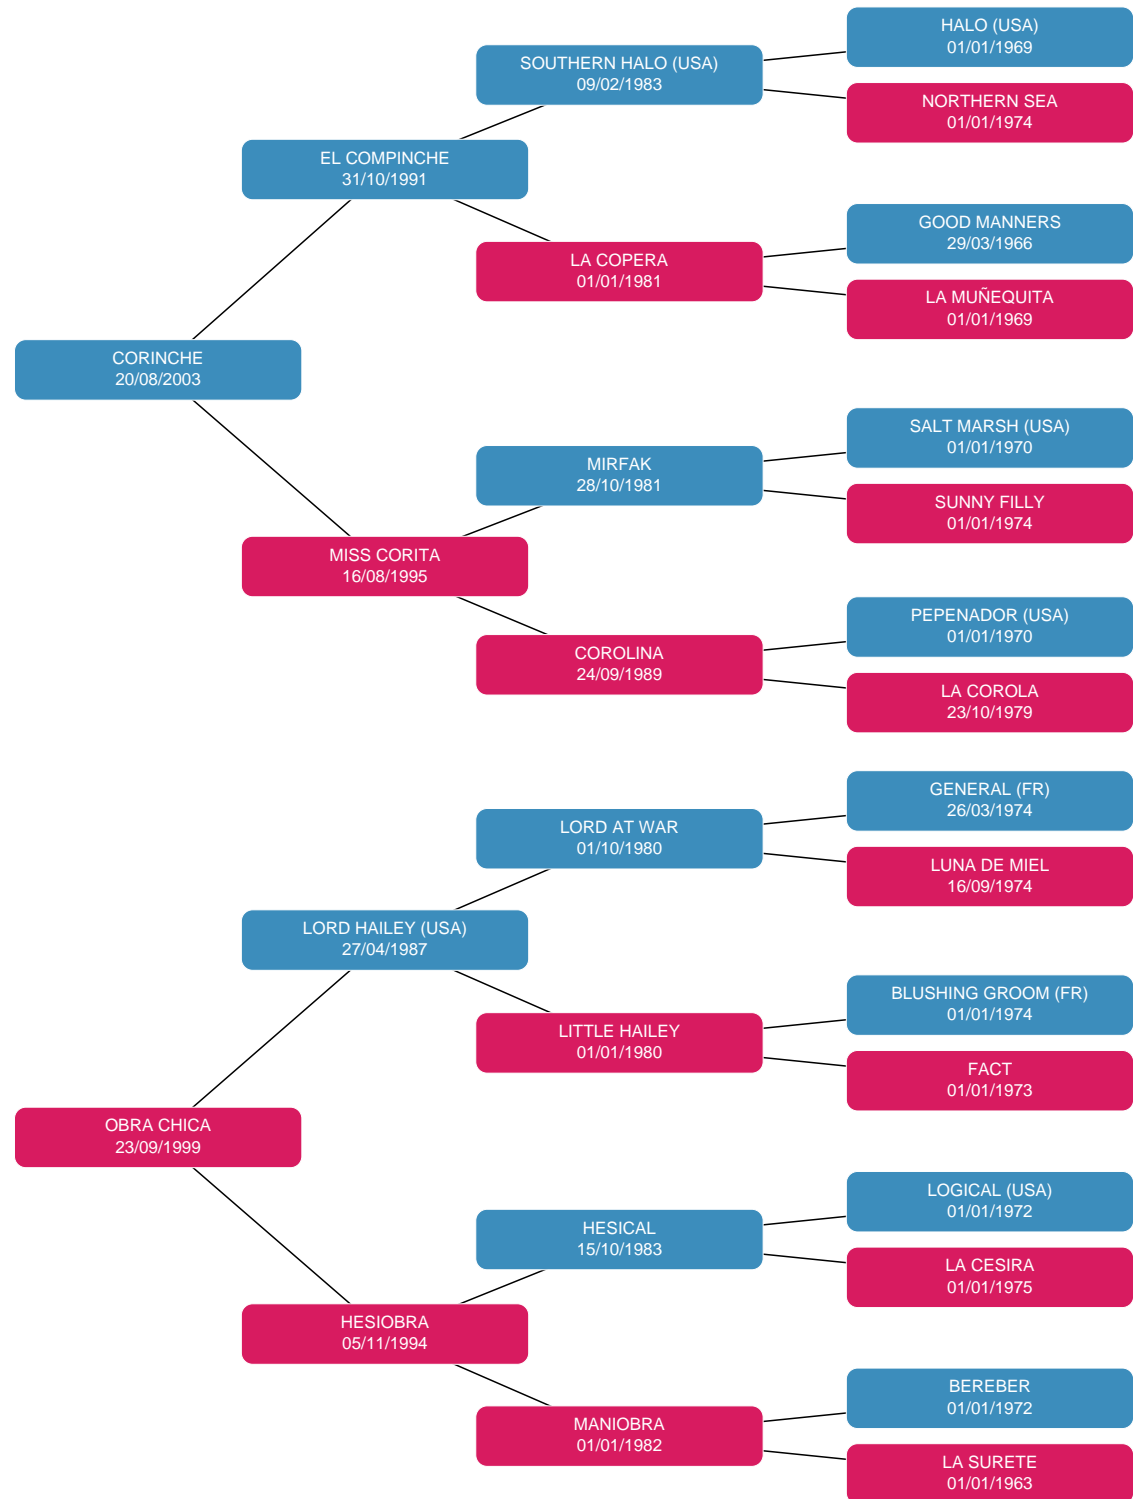 HALO (USA)
01/01/1969
SOUTHERN HALO (USA)
09/02/1983
NORTHERN SEA
01/01/1974
EL COMPINCHE
31/10/1991
GOOD MANNERS
29/03/1966
LA COPERA
01/01/1981
LA MUÑEQUITA
01/01/1969
CORINCHE
20/08/2003
SALT MARSH (USA)
01/01/1970
MIRFAK
28/10/1981
SUNNY FILLY
01/01/1974
MISS CORITA
16/08/1995
PEPENADOR (USA)
01/01/1970
COROLINA
24/09/1989
LA COROLA
23/10/1979
GENERAL (FR)
26/03/1974
LORD AT WAR
01/10/1980
LUNA DE MIEL
16/09/1974
LORD HAILEY (USA)
27/04/1987
BLUSHING GROOM (FR)
01/01/1974
LITTLE HAILEY
01/01/1980
FACT
01/01/1973
OBRA CHICA
23/09/1999
LOGICAL (USA)
01/01/1972
HESICAL
15/10/1983
LA CESIRA
01/01/1975
HESIOBRA
05/11/1994
BEREBER
01/01/1972
MANIOBRA
01/01/1982
LA SURETE
01/01/1963